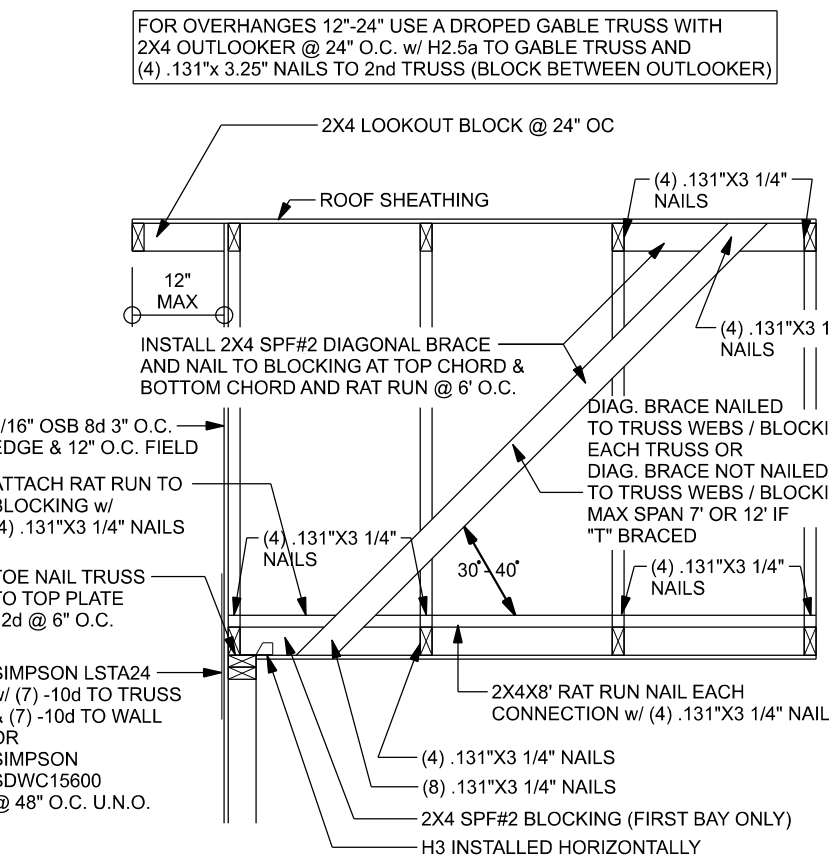 FOR OVERHANGES 12"-24" USE A DROPED GABLE TRUSS WITH
2X4 OUTLOOKER @ 24" O.C. w/ H2.5a TO GABLE TRUSS AND
(4) .131"x 3.25" NAILS TO 2nd TRUSS (BLOCK BETWEEN OUTLOOKER)
2X4 LOOKOUT BLOCK @ 24" OC
ROOF SHEATHING
(4) .131"X3 1/4"
NAILS
12"
MAX
(4) .131"X3 1
NAILS
INSTALL 2X4 SPF#2 DIAGONAL BRACE
AND NAIL TO BLOCKING AT TOP CHORD &
BOTTOM CHORD AND RAT RUN @ 6' O.C.
/16" OSB 8d 3" O.C.
EDGE & 12" O.C. FIELD
DIAG. BRACE NAILED
TO TRUSS WEBS / BLOCKI
EACH TRUSS OR
DIAG. BRACE NOT NAILED
TO TRUSS WEBS / BLOCKI
MAX SPAN 7' OR 12' IF
"T" BRACED
ATTACH RAT RUN TO
BLOCKING w/
4) .131"X3 1/4" NAILS
(4) .131"X3 1/4"
NAILS
30°-40°
(4) .131"X3 1/4"
NAILS
TOE NAIL TRUSS
TO TOP PLATE
2d @ 6" O.C.
SIMPSON LSTA24
w/ (7) -10d TO TRUSS
& (7) -10d TO WALL
OR
SIMPSON
SDWC15600
@ 48" O.C. U.N.O.
2X4X8' RAT RUN NAIL EACH
CONNECTION w/ (4) .131"X3 1/4" NAIL
(4) .131"X3 1/4" NAILS
(8) .131"X3 1/4" NAILS
2X4 SPF#2 BLOCKING (FIRST BAY ONLY)
H3 INSTALLED HORIZONTALLY